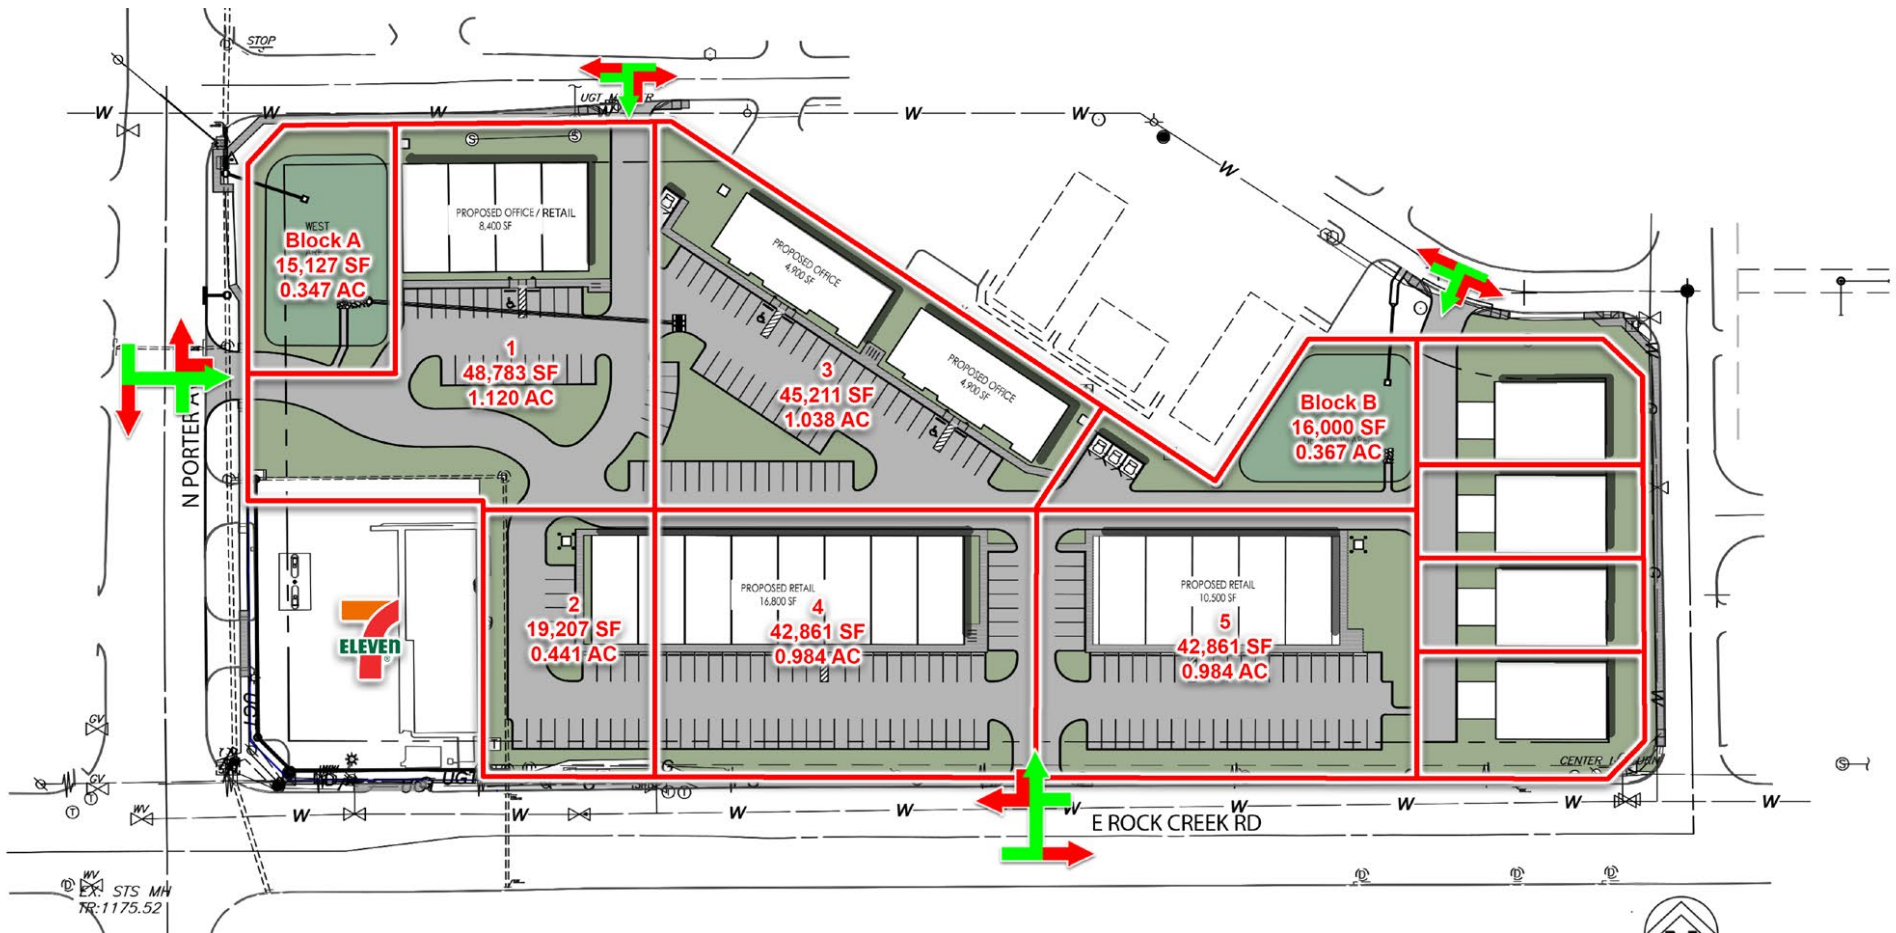 STOP
W
W
W
UGT
W
W
W
W
PROPOSED OFFICE / RETAIL
8,400 SF
WEST
Block A
15,127 SF
0.347 AC
PROPOSED OFFICE
4,900 SF
PROPOSED OFFICE
4,900 SF
1
48,783 SF
1.120 AC
3
45,211 SF
1.038 AC
Block B
16,000 SF
0.367 AC
N PORTER AV
PROPOSED RETAIL
16,800 SF
PROPOSED RETAIL
10,500 SF
2
19,207 SF
0.441 AC
4
42,861 SF
0.984 AC
5
42,861 SF
0.984 AC
7
ELEVEn
G
W
UGT
GV
GV
WV
UGT
CENTER
W
W
W
W
W
W
W
W
E ROCK CREEK RD
WV
EX. STS MH
TR:1175.52